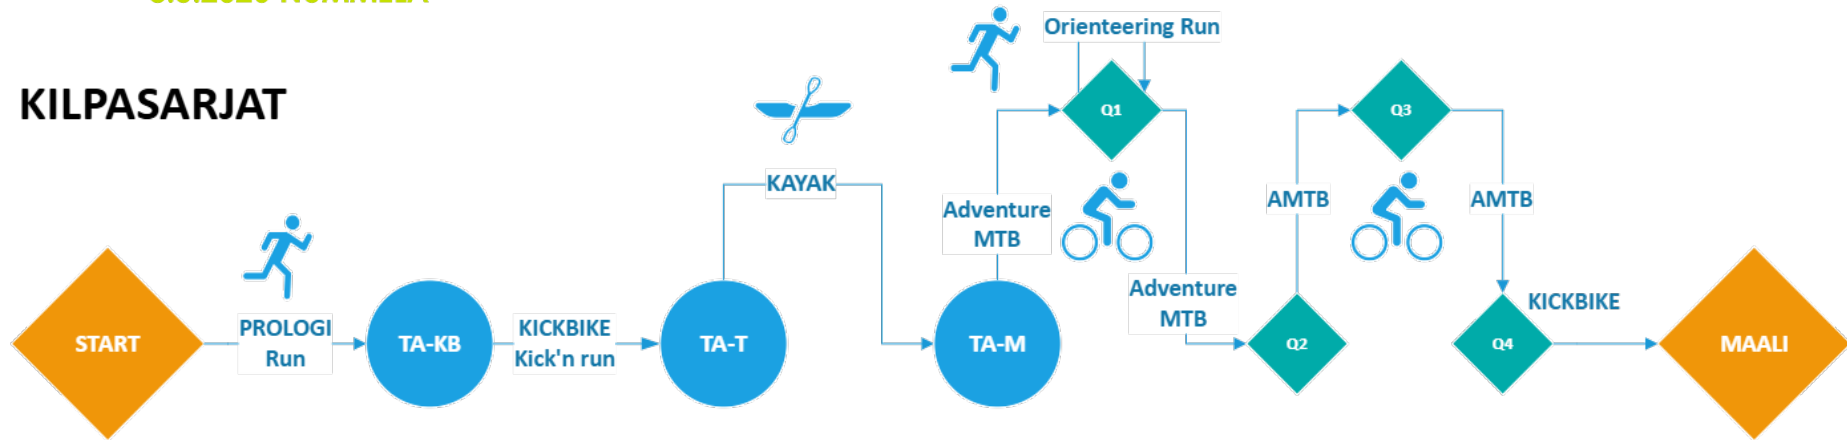 KILPASARJAT
START
PROLOGI
Run
TA-KB
KICKBIKE
Kick'n run
TA-T
KAYAK
TA-M
Adventure
MTB
Orienteering Run
Q1
Adventure
MTB
Q2
AMTB
Q3
AMTB
Q4
KICKBIKE
MAALI